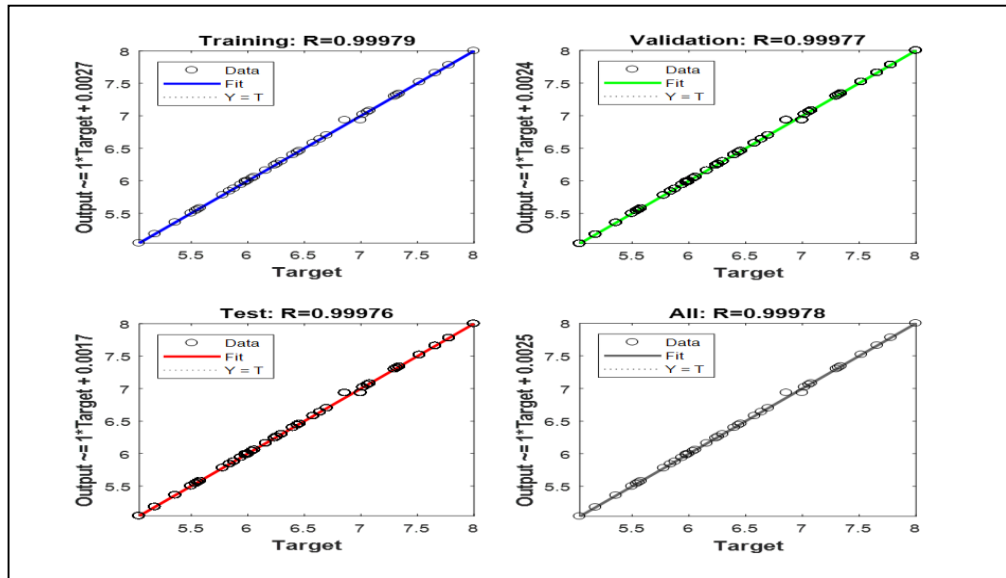 Training: R=0.99979
Output ~= 1*Target + 0.0027
Data
Fit
Y = T
8
7.5
7
6.5
6
5.5
5.5
6
6.5
7
7.5
8
Target
Validation: R=0.99977
Output ~= 1*Target + 0.0024
Data
Fit
Y = T
8
7.5
7
6.5
6
5.5
5.5
6
6.5
7
7.5
8
Target
Test: R=0.99976
Output ~= 1*Target + 0.0017
Data
Fit
Y = T
8
7.5
7
6.5
6
5.5
5.5
6
6.5
7
7.5
8
Target
All: R=0.99978
Output ~= 1*Target + 0.0025
Data
Fit
Y = T
8
7.5
7
6.5
6
5.5
5.5
6
6.5
7
7.5
8
Target